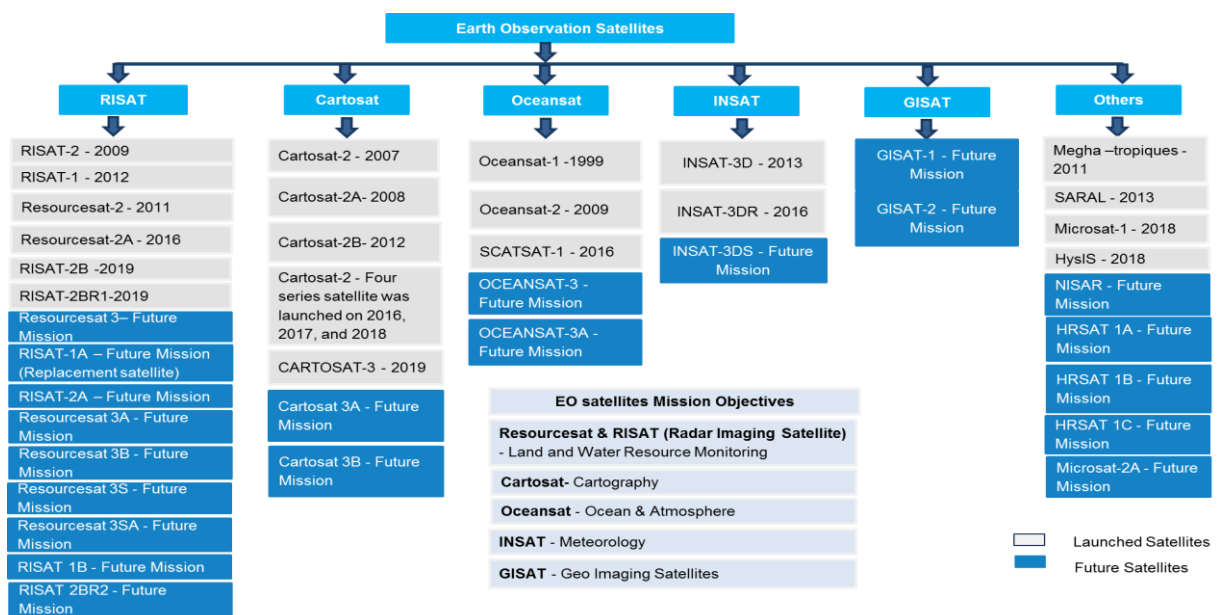 Earth Observation Satellites
RISAT
Cartosat
Oceansat
INSAT
GISAT
Others
RISAT-2 - 2009
RISAT-1 - 2012
Resourcesat-2 - 2011
Resourcesat-2A - 2016
RISAT-2B -2019
RISAT-2BR1-2019
Resourcesat 3– Future
Mission
RISAT-1A – Future Mission
(Replacement satellite)
RISAT-2A – Future Mission
Resourcesat 3A - Future
Mission
Resourcesat 3B - Future
Mission
Resourcesat 3S - Future
Mission
Resourcesat 3SA - Future
Mission
RISAT 1B - Future Mission
RISAT 2BR2 - Future
Mission
Cartosat-2 - 2007
Cartosat-2A- 2008
Cartosat-2B- 2012
Cartosat-2 - Four
series satellite was
launched on 2016,
2017, and 2018
CARTOSAT-3 - 2019
Cartosat 3A - Future
Mission
Cartosat 3B - Future
Mission
Oceansat-1 -1999
Oceansat-2 - 2009
SCATSAT-1 - 2016
OCEANSAT-3 -
Future Mission
OCEANSAT-3A -
Future Mission
INSAT-3D - 2013
INSAT-3DR - 2016
INSAT-3DS - Future
Mission
GISAT-1 - Future
Mission
GISAT-2 - Future
Mission
Megha –tropiques -
2011
SARAL - 2013
Microsat-1 - 2018
HysIS - 2018
NISAR - Future
Mission
HRSAT 1A - Future
Mission
HRSAT 1B - Future
Mission
HRSAT 1C - Future
Mission
Microsat-2A - Future
Mission
EO satellites Mission Objectives
Resourcesat & RISAT (Radar Imaging Satellite)
- Land and Water Resource Monitoring
Cartosat- Cartography
Oceansat - Ocean & Atmosphere
INSAT - Meteorology
GISAT - Geo Imaging Satellites
Launched Satellites
Future Satellites